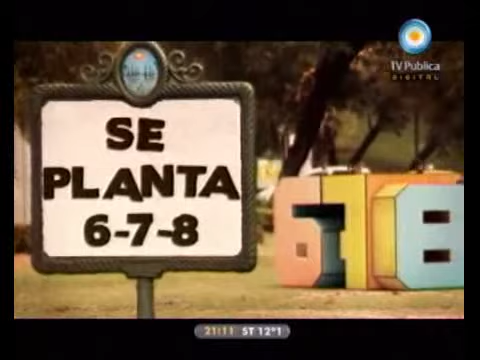 TV Pública
DIGITAL
SE
PLANTA
6-7-8
678
21:11 ST 12°1